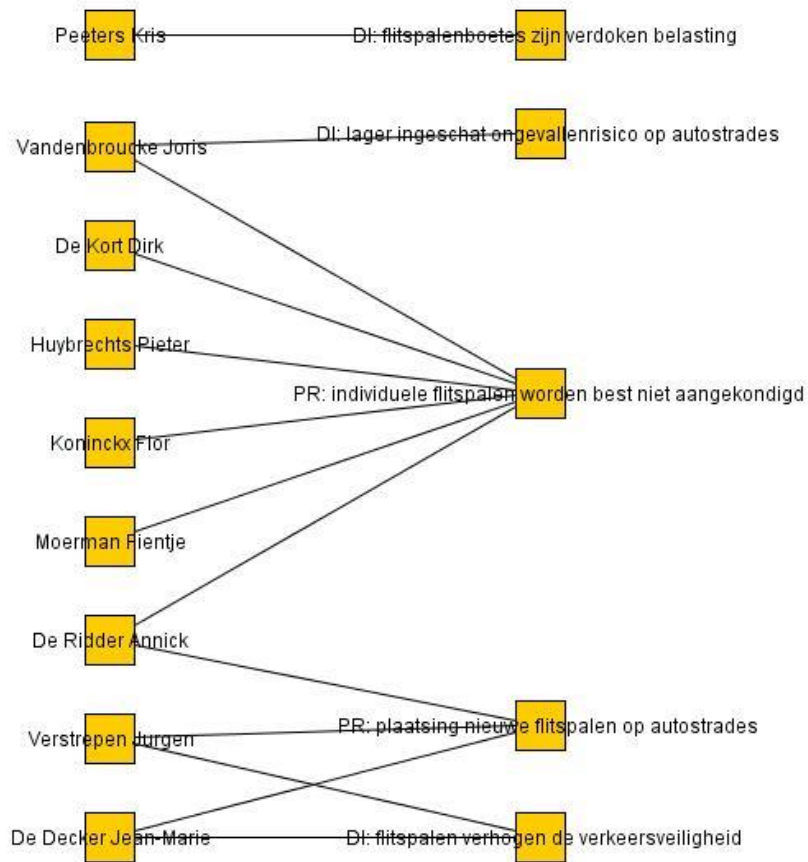 Peeters Kris
DI: flitspalenboetes zijn verdoken belasting
Vandenbroucke Joris
DI: lager ingeschat ongevallenrisico op autostrades
De Kort Dirk
Huybrechts Pieter
PR: individuele flitspalen worden best niet aangekondigd
Koninckx Flor
Moerman Fientje
De Ridder Annick
Verstrepen Jurgen
PR: plaatsing nieuwe flitspalen op autostrades
De Decker Jean-Marie
DI: flitspalen verhogen de verkeersveiligheid